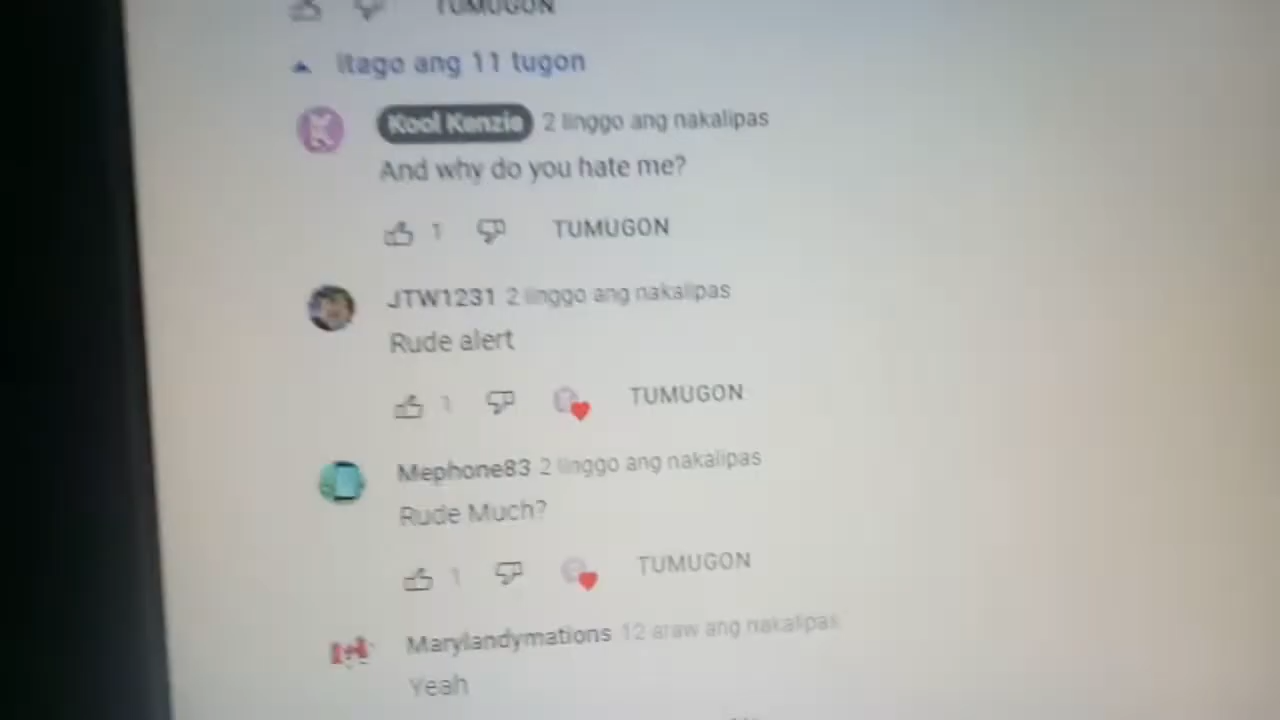 TUMUGON
Itago ang 11 tugon
Kool Kenzie 2 linggo ang nakalipas
And why do you hate me?
1 TUMUGON
JTW1231 2 linggo ang nakalipas
Rude alert
1 TUMUGON
Mephone83 2 linggo ang nakalipas
Rude Much?
1 TUMUGON
Marylandymations 12 araw ang nakalipas
Yeah